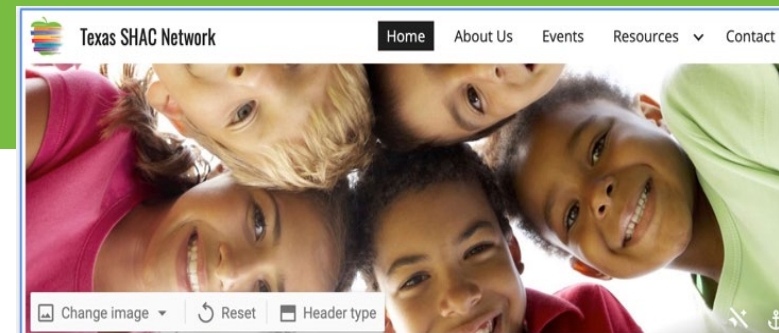 Texas SHAC Network Home About Us Events Resources Contact
Change image Reset Header type